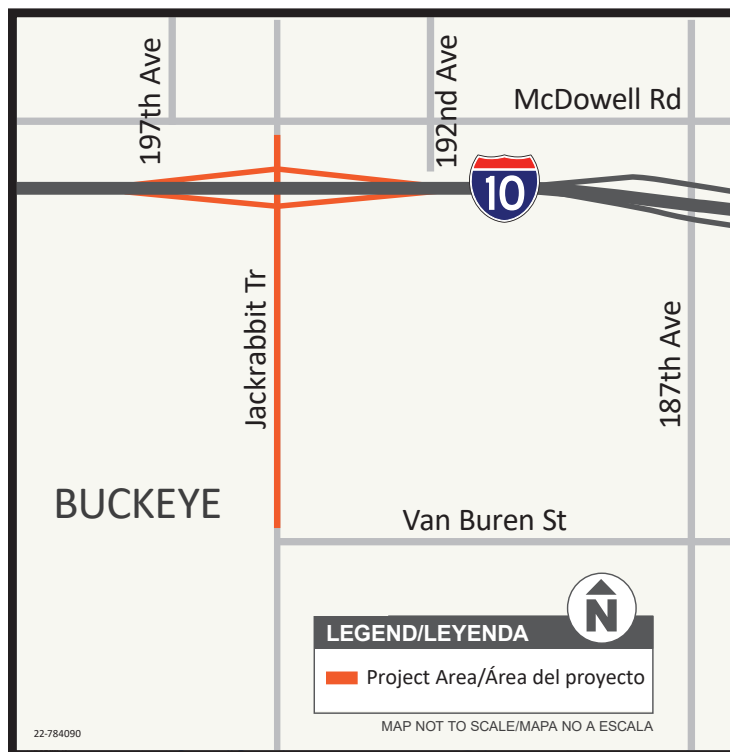 197th Ave
192nd Ave
McDowell Rd
10
Jackrabbit Tr
187th Ave
BUCKEYE
Van Buren St
N
LEGEND/LEYENDA
Project Area/Área del proyecto
22-784090
MAP NOT TO SCALE/MAPA NO A ESCALA